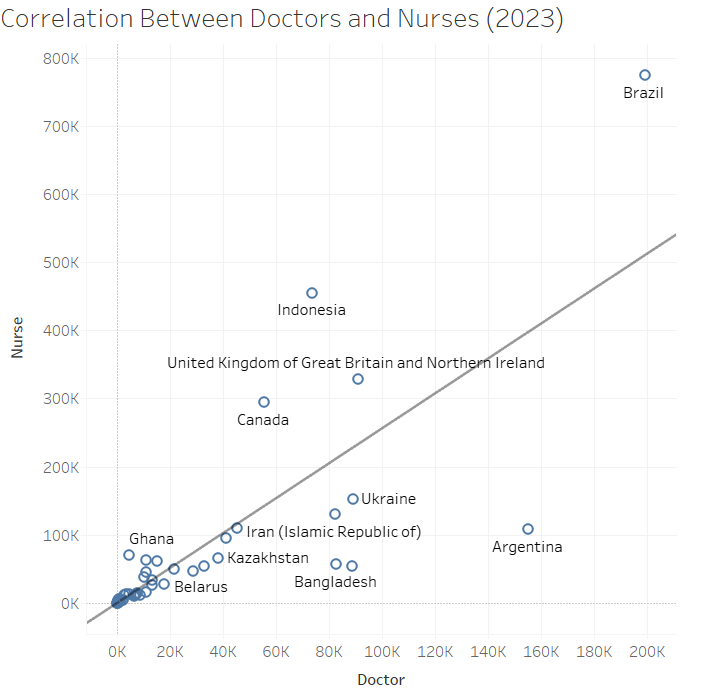 Correlation Between Doctors and Nurses (2023)
800K
Brazil
700K
600K
500K
Indonesia
400K
United Kingdom of Great Britain and Northern Ireland
300K
Canada
200K
Ukraine
100K
Ghana
Iran (Islamic Republic of)
Argentina
Kazakhstan
Bangladesh
Belarus
0K
Nurse
0K 20K 40K 60K 80K 100K 120K 140K 160K 180K 200K
Doctor